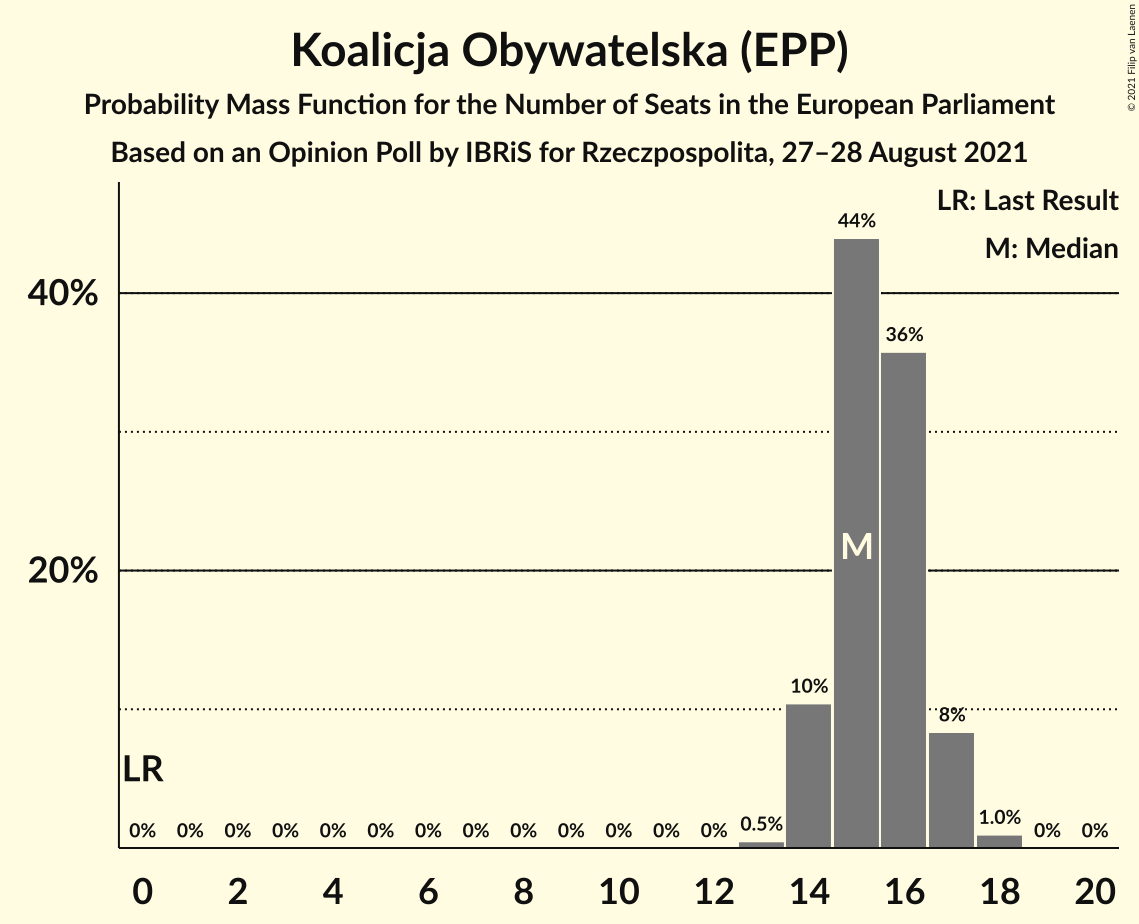 Koalicja Obywatelska (EPP)
Probability Mass Function for the Number of Seats in the European Parliament
Based on an Opinion Poll by IBRiS for Rzeczpospolita, 27–28 August 2021
© 2021 Filip van Laenen
LR: Last Result
M: Median
44%
40%
36%
M
20%
10%
8%
LR
0% 0% 0% 0% 0% 0% 0% 0% 0% 0% 0% 0% 0% 0.5% 1.0% 0% 0%
0 2 4 6 8 10 12 14 16 18 20